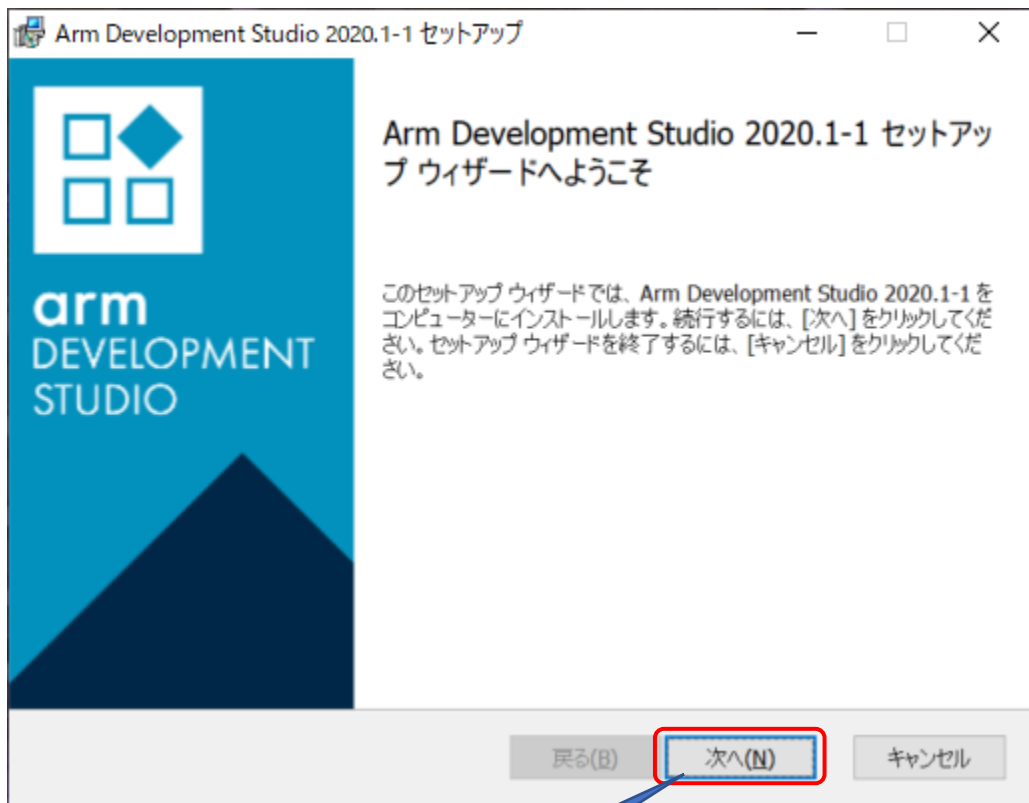 Arm Development Studio 2020.1-1 セットアップ
Arm Development Studio 2020.1-1 セットアッ
プ ウィザードへようこそ
このセットアップ ウィザードでは、Arm Development Studio 2020.1-1 を
コンピューターにインストールします。続行するには、[次へ] をクリックしてくだ
さい。セットアップ ウィザードを終了するには、[キャンセル] をクリックしてくだ
さい。
arm
DEVELOPMENT
STUDIO
戻る(B)
次へ(N)
キャンセル